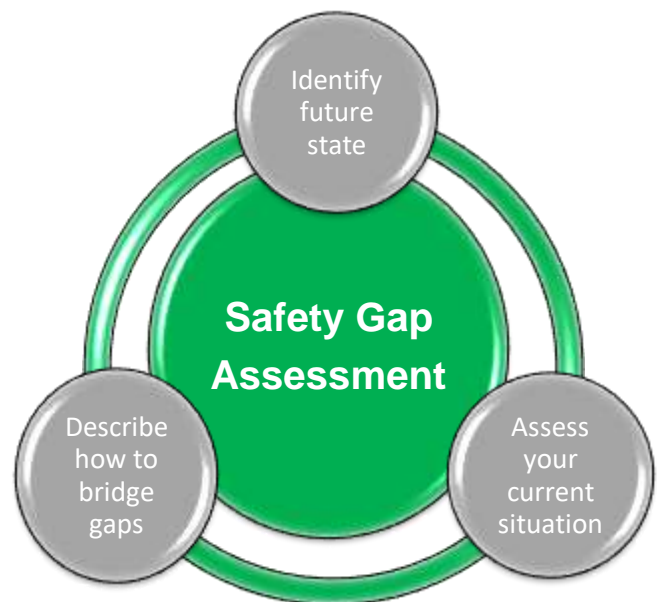 Identify
future
state
Safety Gap
Assessment
Describe
how to
bridge
gaps
Assess
your
current
situation